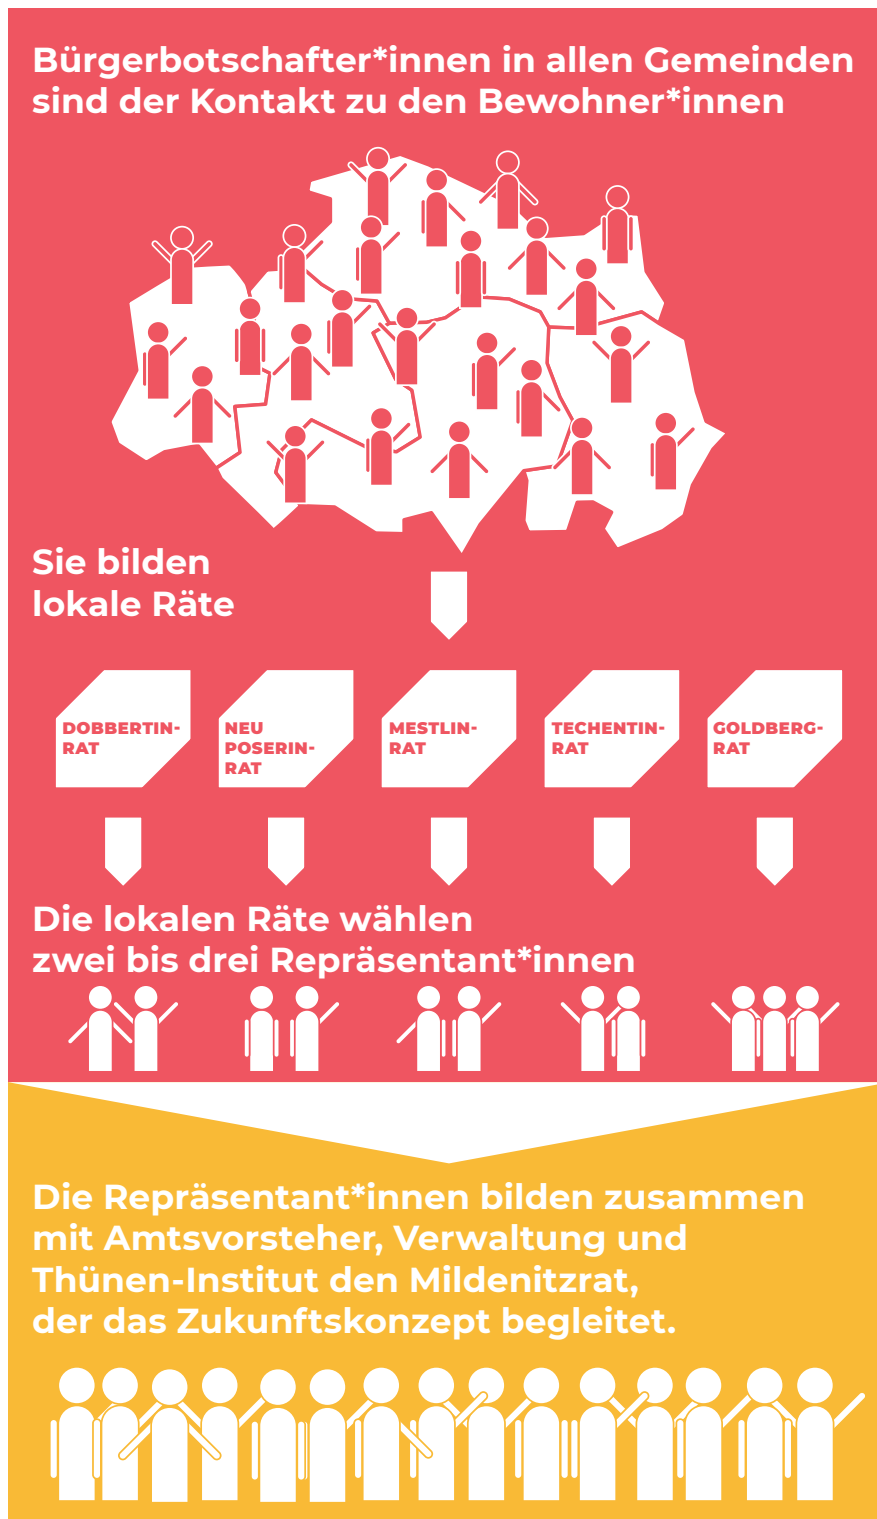 Bürgerbotschafter*innen in allen Gemeinden
sind der Kontakt zu den Bewohner*innen
Sie bilden
lokale Räte
DOBBERTIN-
RAT
NEU
POSERIN-
RAT
MESTLIN-
RAT
TECHENTIN-
RAT
GOLDBERG-
RAT
Die lokalen Räte wählen
zwei bis drei Repräsentant*innen
Die Repräsentant*innen bilden zusammen
mit Amtsvorsteher, Verwaltung und
Thünen-Institut den Mildenitzrat,
der das Zukunftskonzept begleitet.